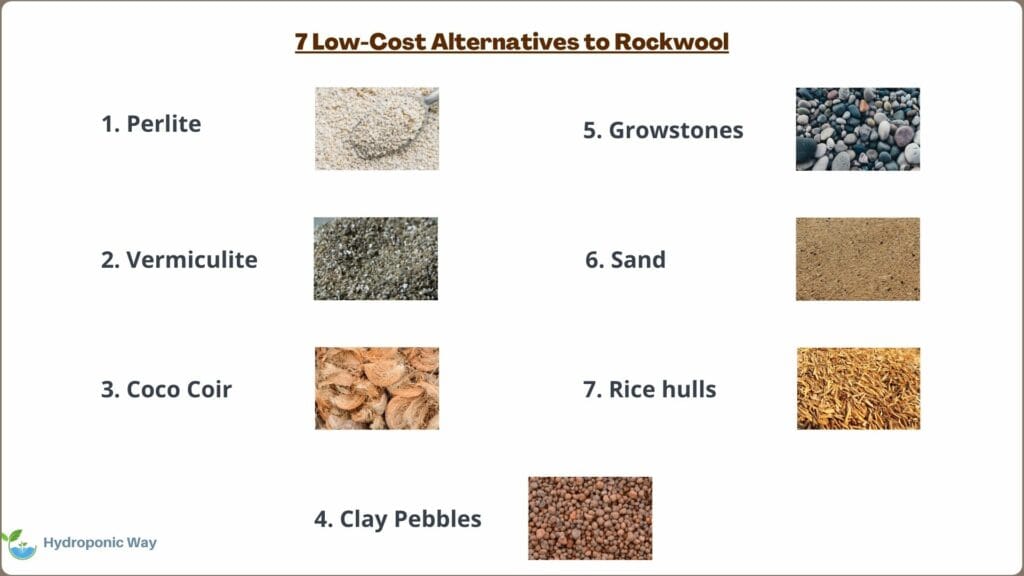 7 Low-Cost Alternatives to Rockwool
1. Perlite
2. Vermiculite
3. Coco Coir
4. Clay Pebbles
5. Growstones
6. Sand
7. Rice hulls
Hydroponic Way